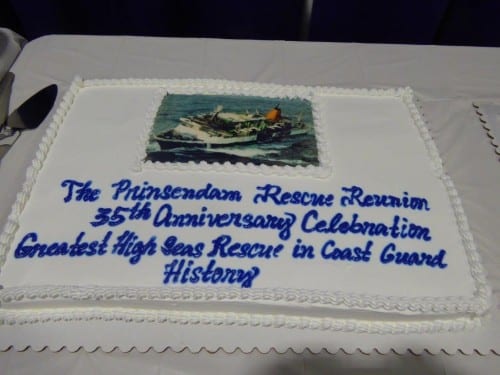 The Prinsendam Rescue Reunion
35th Anniversary Celebration
Greatest High Seas Rescue in Coast Guard
History